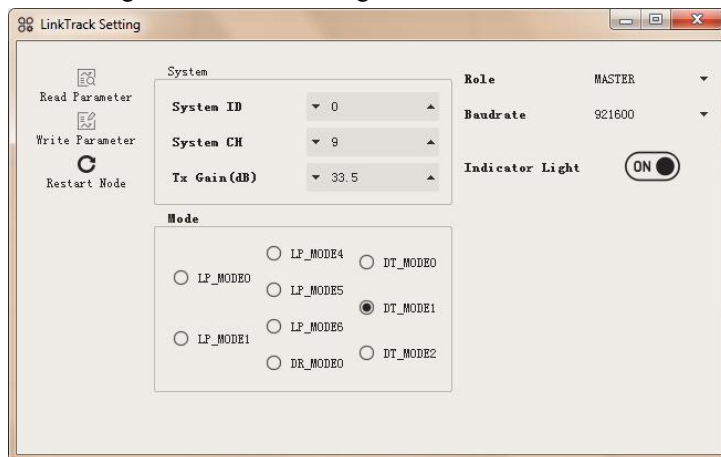 LinkTrack Setting
Read Parameter
Write Parameter
Restart Node
System
System ID
0
System CH
9
Tx Gain(dB)
33.5
Role
MASTER
Baudrate
921600
Indicator Light
ON
Mode
LP_MODE0
LP_MODE1
LP_MODE4
LP_MODE5
LP_MODE6
DR_MODE0
DT_MODE0
DT_MODE1
DT_MODE2